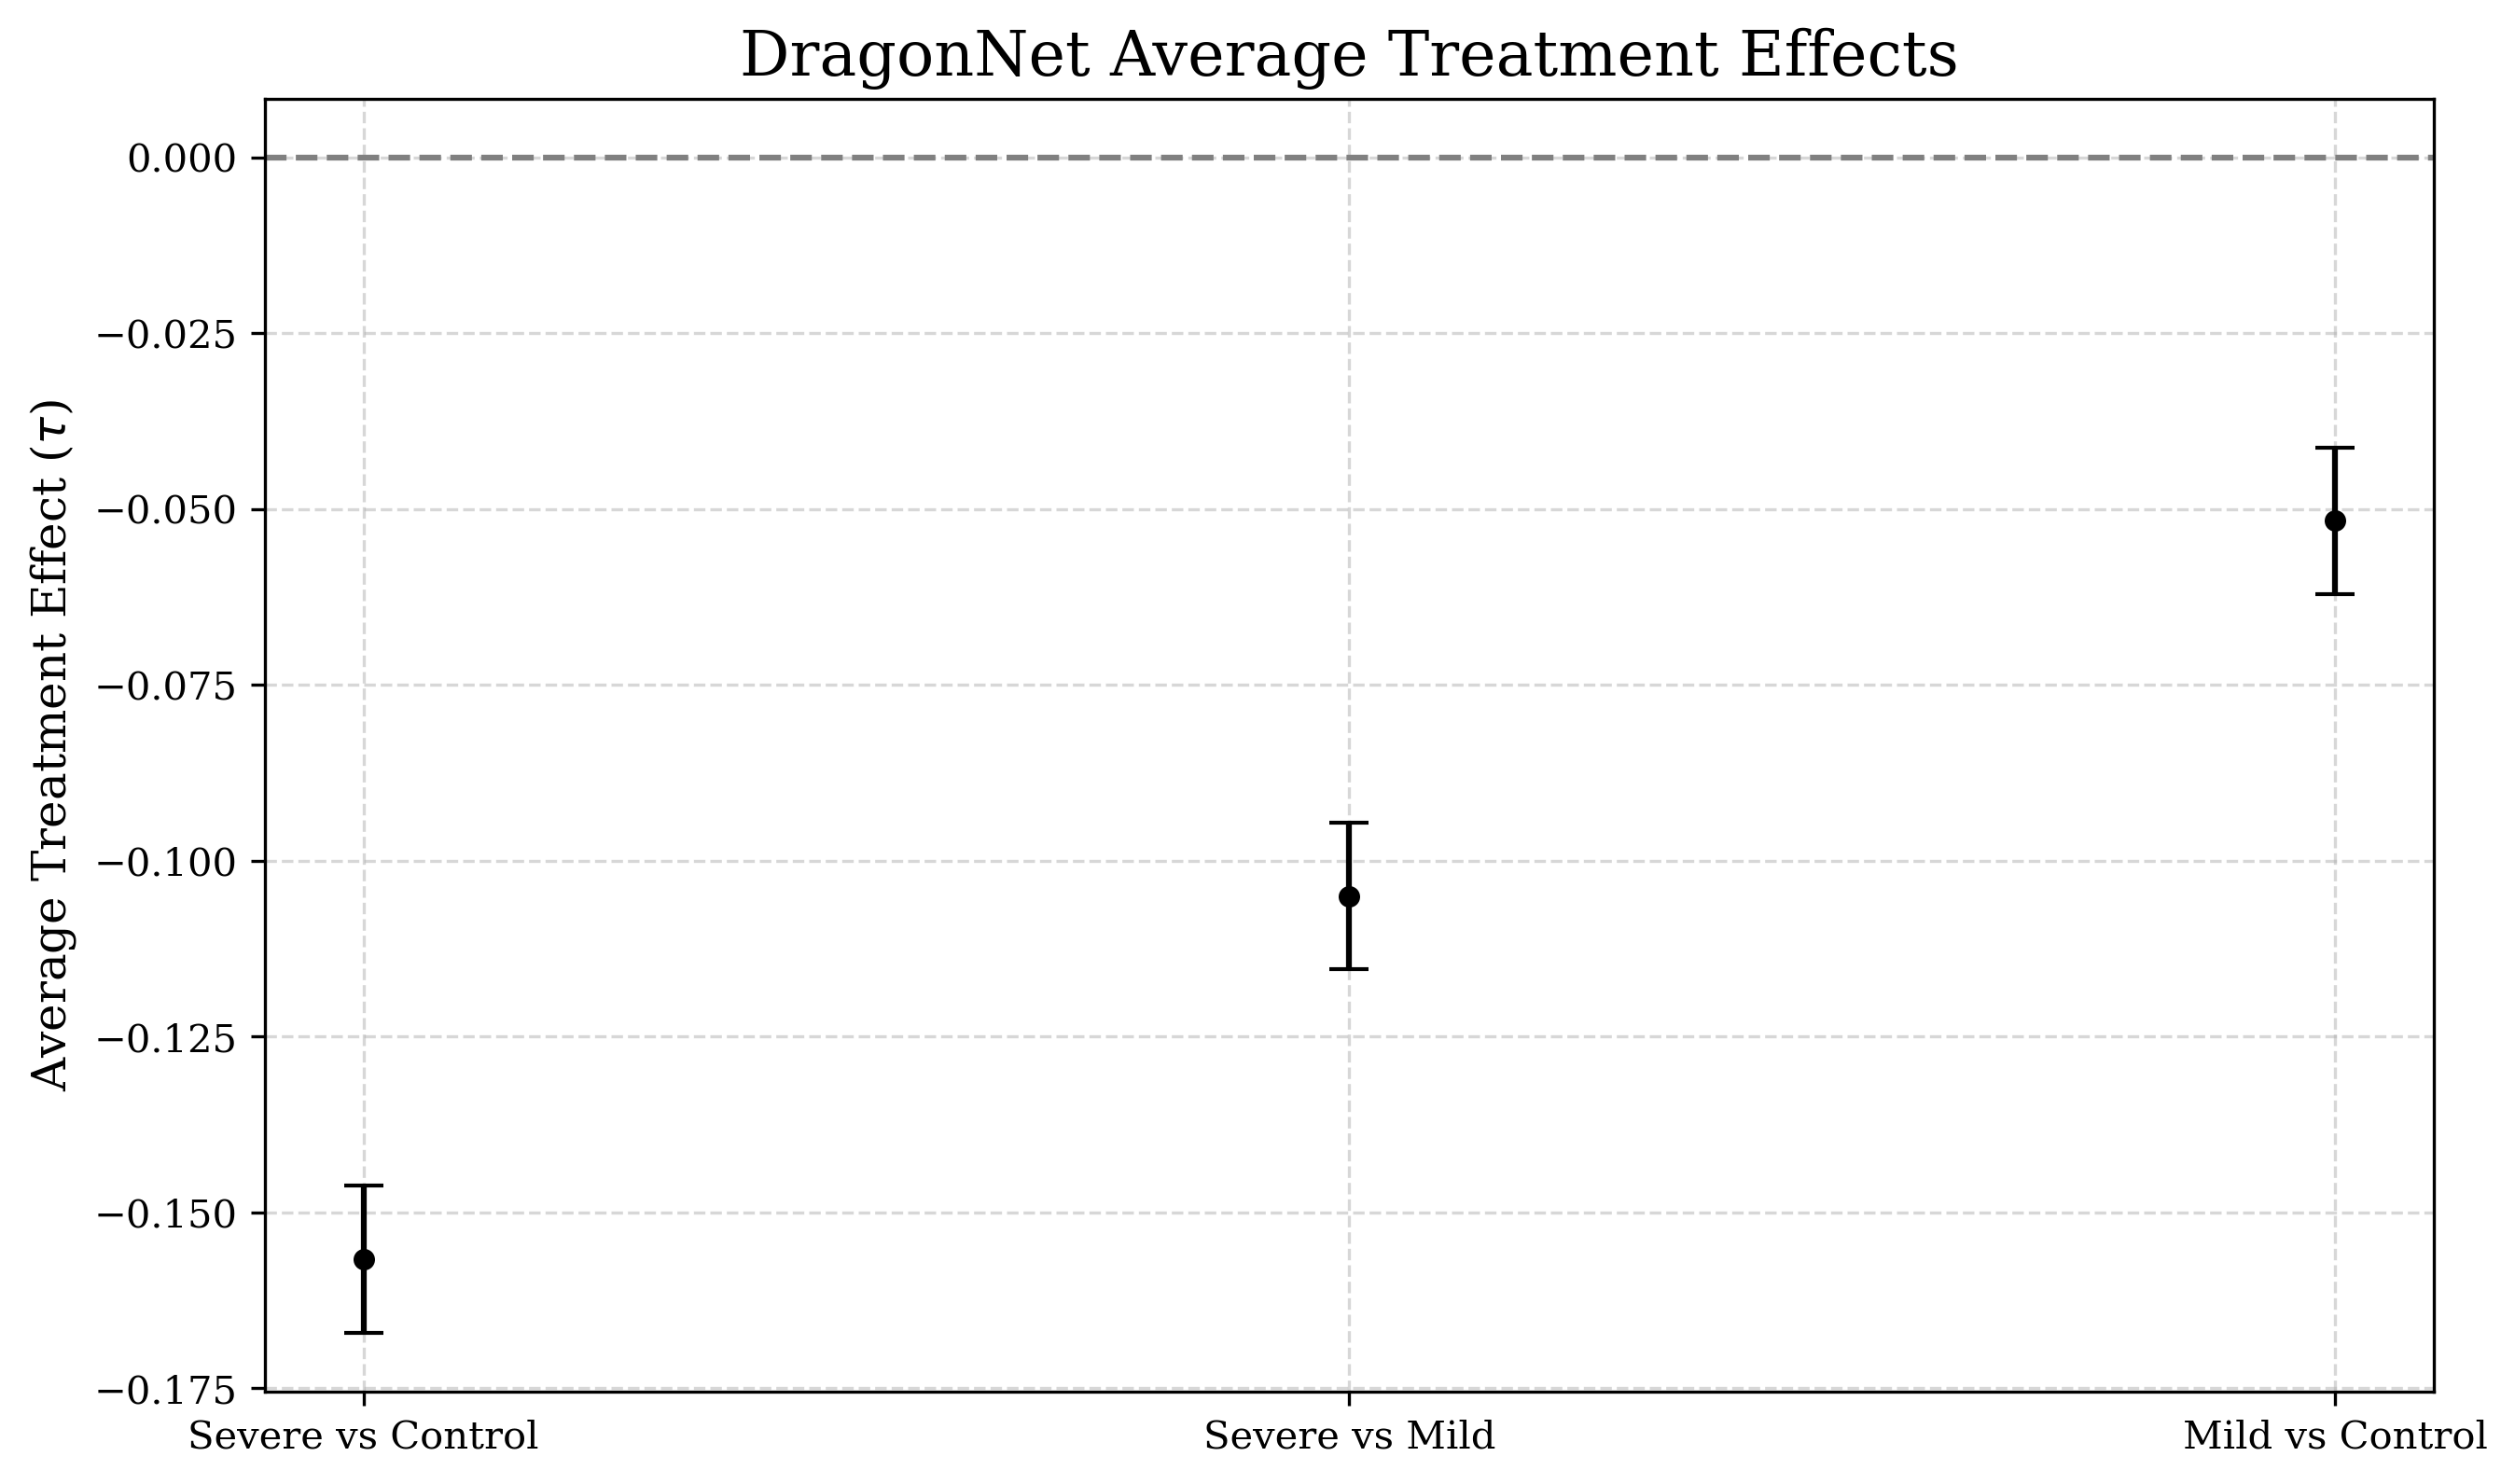 DragonNet Average Treatment Effects
Average Treatment Effect (τ)
0.000
−0.025
−0.050
−0.075
−0.100
−0.125
−0.150
−0.175
Severe vs Control
Severe vs Mild
Mild vs Control